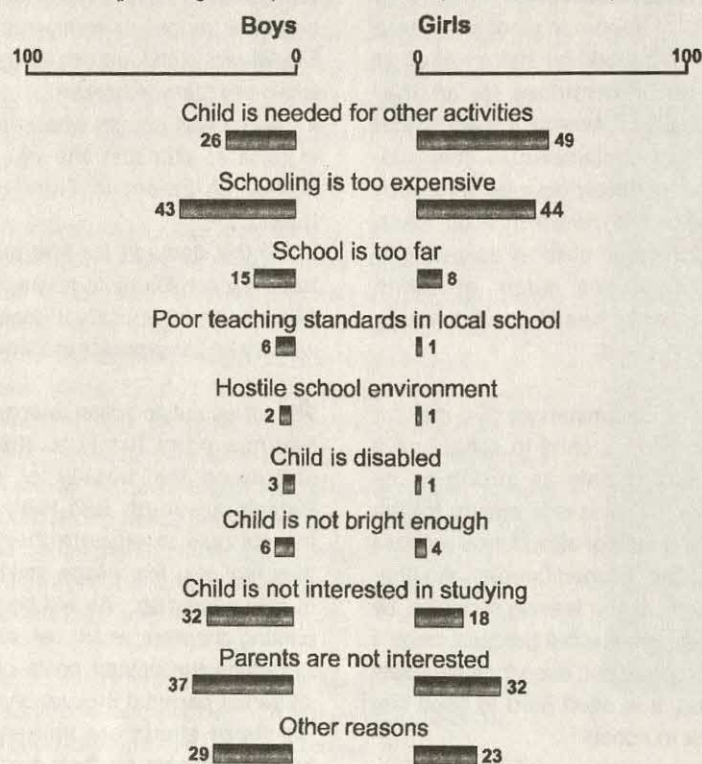 Boys Girls
100 0 0 100
Child is needed for other activities
26 49
Schooling is too expensive
43 44
School is too far
15 8
Poor teaching standards in local school
6 1
Hostile school environment
2 1
Child is disabled
3 1
Child is not bright enough
6 4
Child is not interested in studying
32 18
Parents are not interested
37 32
Other reasons
29 23